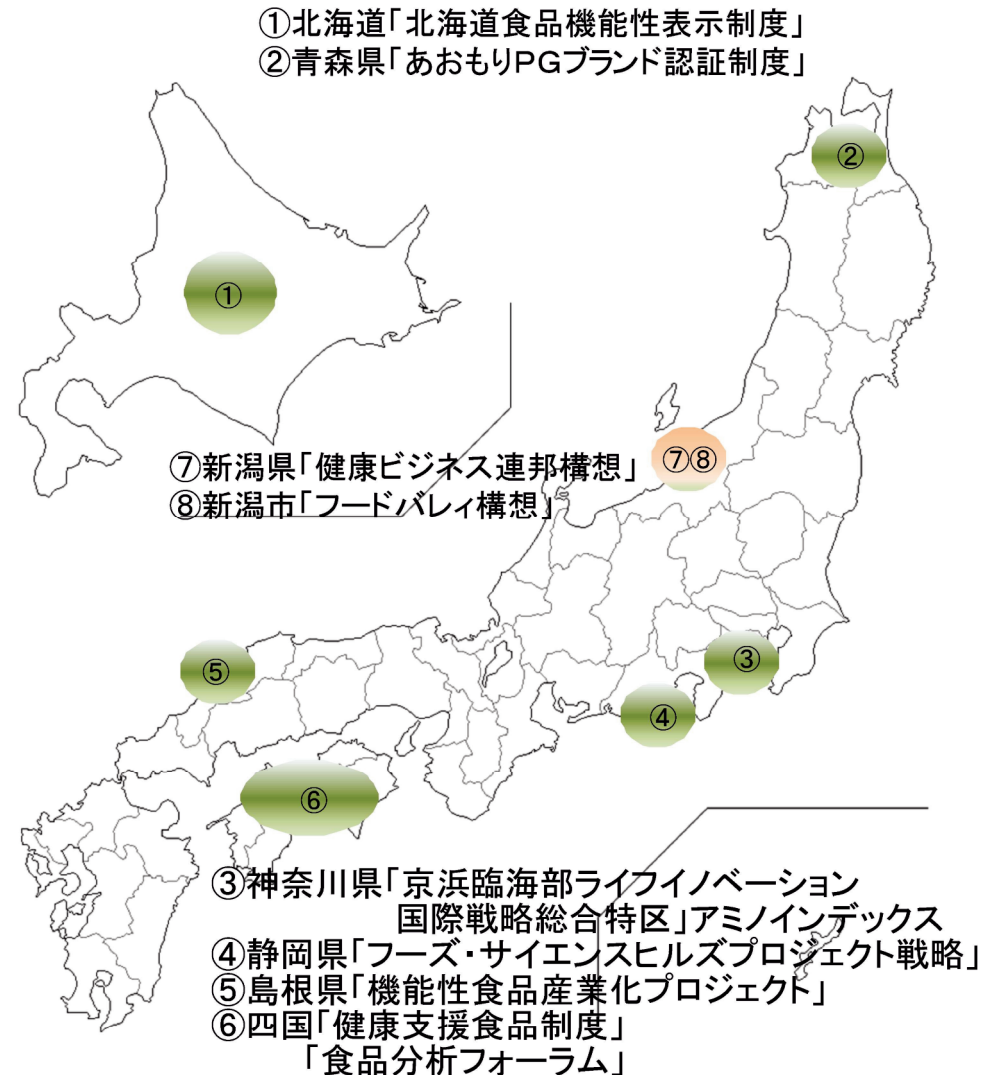 ①北海道「北海道食品機能性表示制度」
②青森県「あおもりPGブランド認証制度」
②
①
⑦⑧
⑦新潟県「健康ビジネス連邦構想」
⑧新潟市「フードバレィ構想」
⑤
③
④
⑥
③神奈川県「京浜臨海部ライフイノベーション
国際戦略総合特区」アミノインデックス
④静岡県「フーズ・サイエンスヒルズプロジェクト戦略」
⑤島根県「機能性食品産業化プロジェクト」
⑥四国「健康支援食品制度」
「食品分析フォーラム」